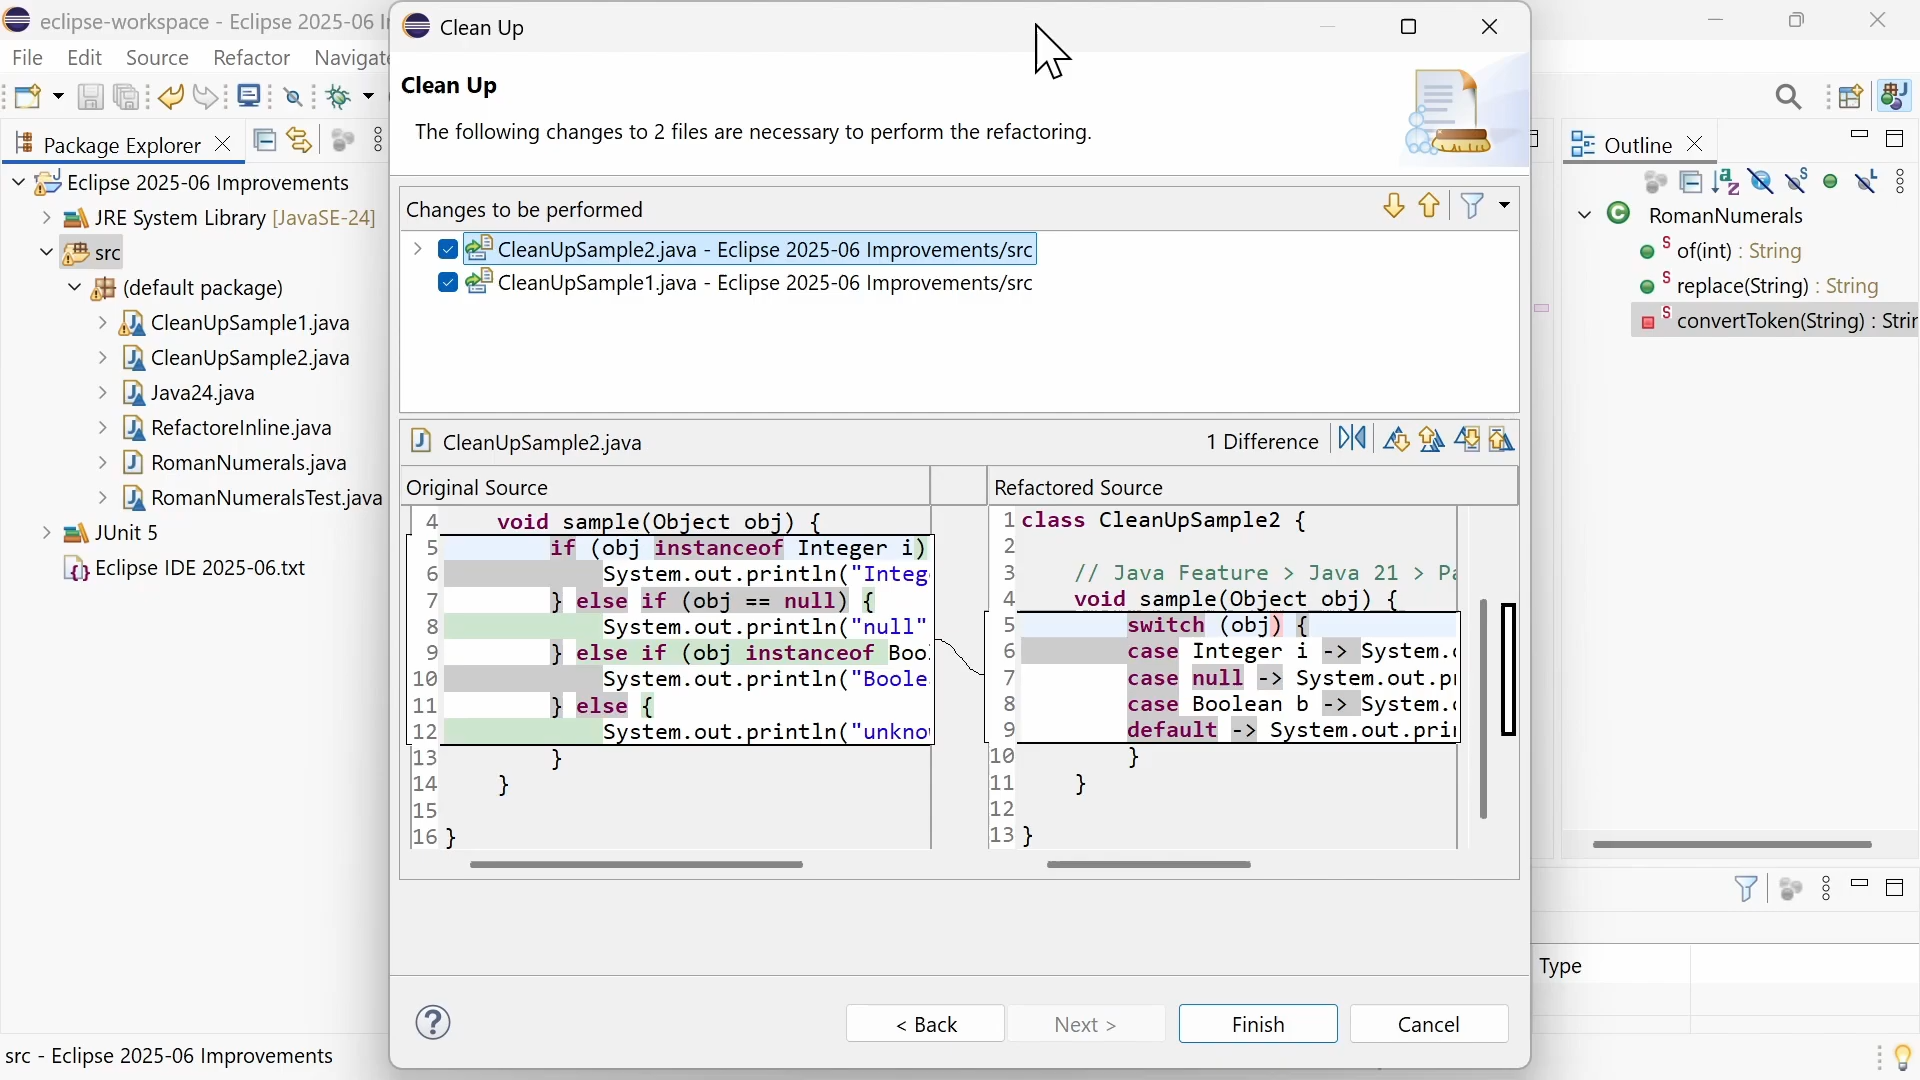 eclipse-workspace - Eclipse 2025-06
File Edit Source Refactor Navigate
Package Explorer
Eclipse 2025-06 Improvements
JRE System Library [JavaSE-24]
src
(default package)
CleanUpSample1.java
CleanUpSample2.java
Java24.java
RefactoreInline.java
RomanNumerals.java
RomanNumeralsTest.java
JUnit 5
Eclipse IDE 2025-06.txt
src - Eclipse 2025-06 Improvements
Clean Up
Clean Up
The following changes to 2 files are necessary to perform the refactoring.
Changes to be performed
CleanUpSample2.java - Eclipse 2025-06 Improvements/src
CleanUpSample1.java - Eclipse 2025-06 Improvements/src
CleanUpSample2.java
1 Difference
Original Source
4 void sample(Object obj) {
5 if (obj instanceof Integer i)
6 System.out.println("Integ
7 } else if (obj == null) {
8 System.out.println("null"
9 } else if (obj instanceof Boo
10 System.out.println("Boole
11 } else {
12 System.out.println("unkno
13 }
14 }
15
16 }
Refactored Source
1 class CleanUpSample2 {
2
3 // Java Feature > Java 21 > Pa
4 void sample(Object obj) {
5 switch (obj) {
6 case Integer i -> System.
7 case null -> System.out.p
8 case Boolean b -> System.
9 default -> System.out.pri
10 }
11 }
12
13 }
< Back
Next >
Finish
Cancel
Outline
RomanNumerals
of(int) : String
replace(String) : String
convertToken(String) : Strin
Type